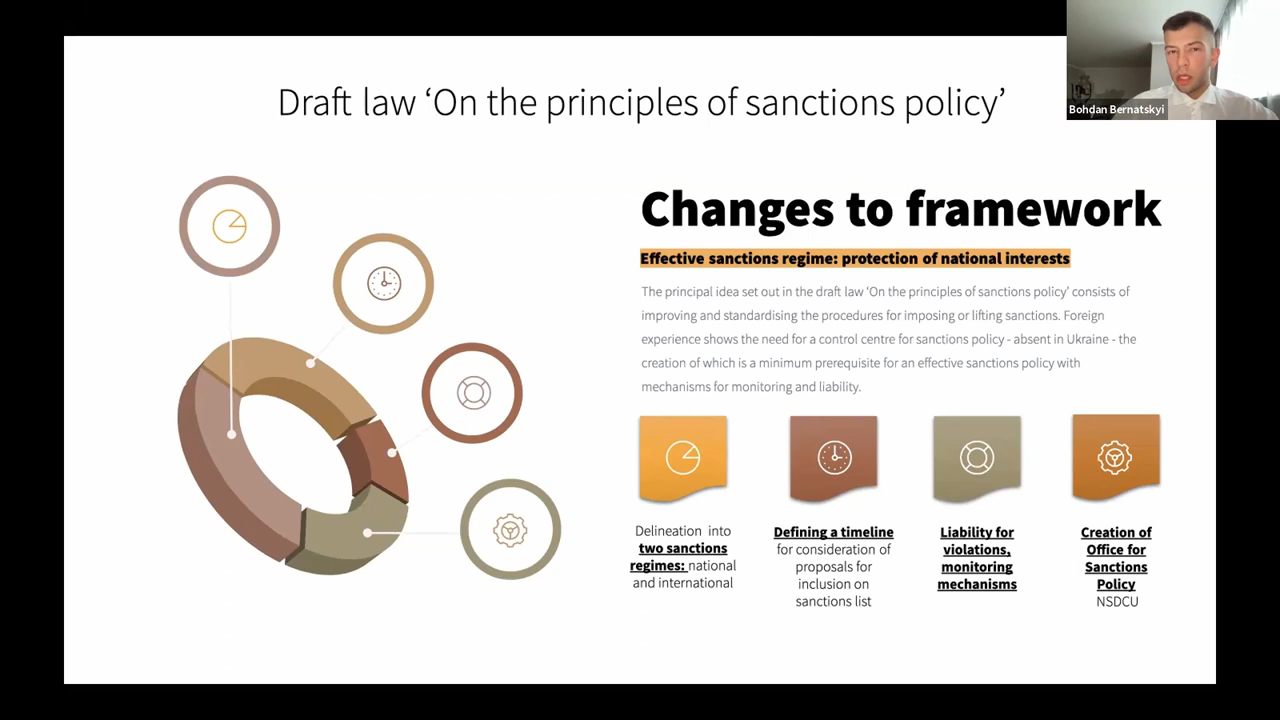 Draft law ‘On the principles of sanctions policy’
Bohdan Bernatskyi
Changes to framework
Effective sanctions regime: protection of national interests
The principal idea set out in the draft law ‘On the principles of sanctions policy’ consists of
improving and standardising the procedures for imposing or lifting sanctions. Foreign
experience shows the need for a control centre for sanctions policy - absent in Ukraine - the
creation of which is a minimum prerequisite for an effective sanctions policy with
mechanisms for monitoring and liability.
Delineation into
two sanctions
regimes: national
and international
Defining a timeline
for consideration of
proposals for
inclusion on
sanctions list
Liability for
violations,
monitoring
mechanisms
Creation of
Office for
Sanctions
Policy
NSDCU